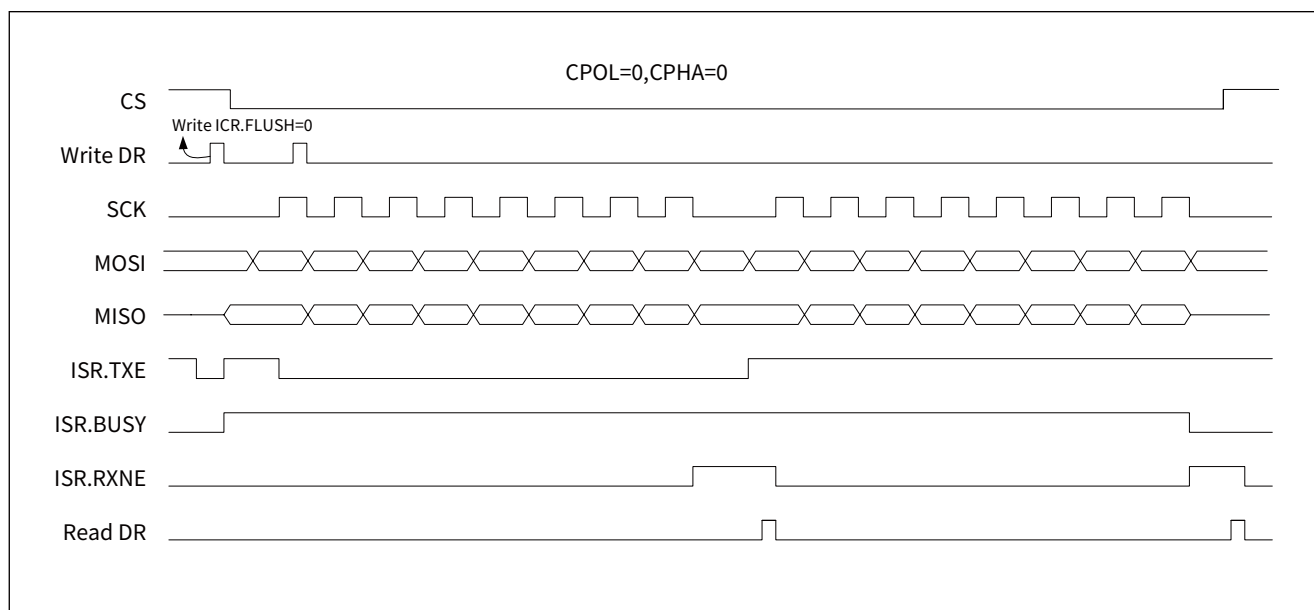 CPOL=0,CPHA=0
CS
Write ICR.FLUSH=0
Write DR
SCK
MOSI
MISO
ISR.TXE
ISR.BUSY
ISR.RXNE
Read DR